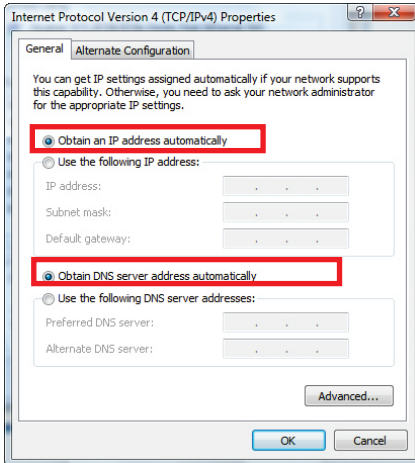 Internet Protocol Version 4 (TCP/IPv4) Properties
General
Alternate Configuration
You can get IP settings assigned automatically if your network supports
this capability. Otherwise, you need to ask your network administrator
for the appropriate IP settings.
Obtain an IP address automatically
Use the following IP address:
IP address:
Subnet mask:
Default gateway:
Obtain DNS server address automatically
Use the following DNS server addresses:
Preferred DNS server:
Alternate DNS server:
Advanced...
OK
Cancel